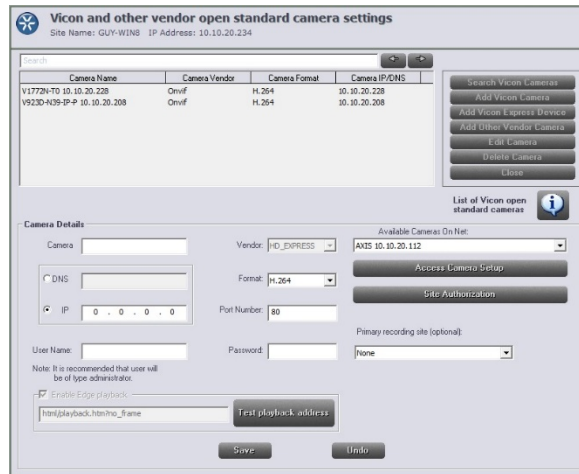 Vicon and other vendor open standard camera settings
Site Name: GUY-WIN8 IP Address: 10.10.20.234
Search
Camera Name Camera Vendor Camera Format Camera IP/DNS
V1772N-T0 10.10.20.228 Onvif H.264 10.10.20.228
V923D-N39-IP-P 10.10.20.208 Onvif H.264 10.10.20.208
Search Vicon Cameras
Add Vicon Camera
Add Vicon Express Device
Add Other Vendor Camera
Edit Camera
Delete Camera
Close
List of Vicon open
standard cameras
Camera Details
Camera
Vendor: HD_EXPRESS
Available Cameras On Net:
AXIS 10.10.20.112
DNS
Format: H.264
Access Camera Setup
IP 0 . 0 . 0 . 0
Port Number: 80
Site Authorization
Primary recording site (optional):
User Name:
Password:
None
Note: It is recommended that user will
be of type administrator.
Enable Edge playback
html/playback.htm?no_frame
Test playback address
Save
Undo